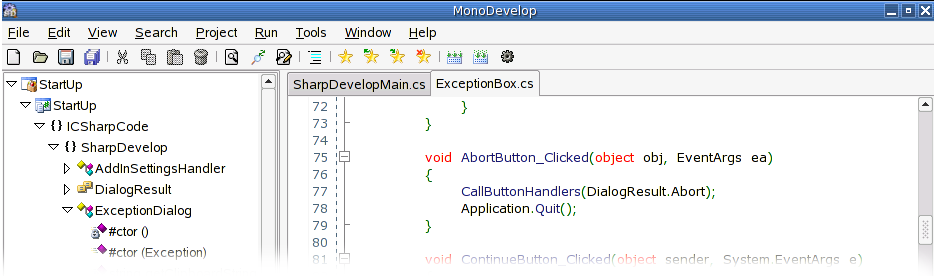 MonoDevelop
File Edit View Search Project Run Tools Window Help
StartUp
StartUp
{} ICSharpCode
{} SharpDevelop
AddInSettingsHandler
DialogResult
ExceptionDialog
#ctor ()
#ctor (Exception)
SharpDevelopMain.cs ExceptionBox.cs
72 }
73 }
74
75 void AbortButton_Clicked(object obj, EventArgs ea)
76 {
77 CallButtonHandlers(DialogResult.Abort);
78 Application.Quit();
79 }
80
81 void ContinueButton_Clicked(object sender, System.EventArgs e)